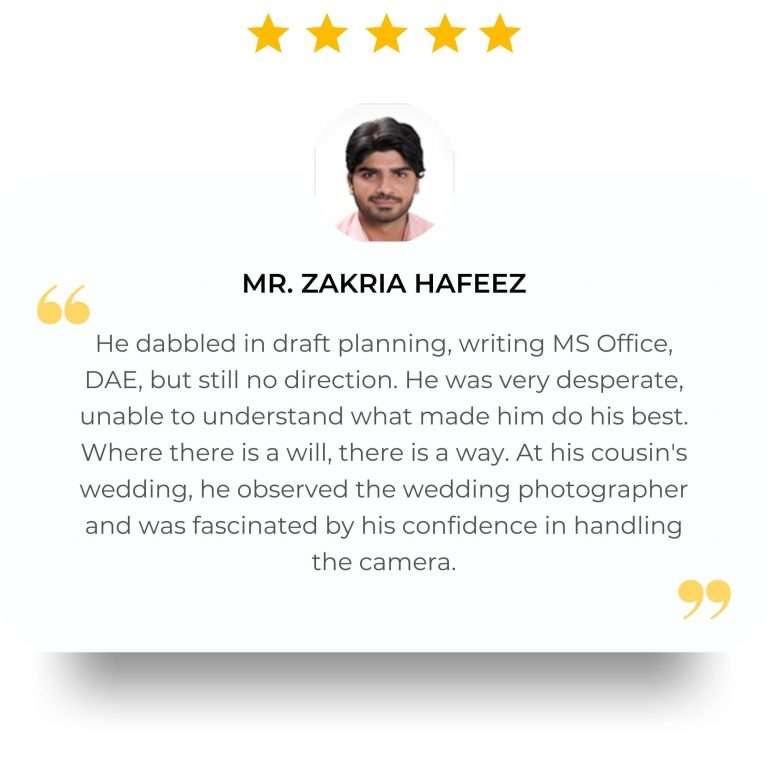 MR. ZAKRIA HAFEEZ
“
He dabbled in draft planning, writing MS Office,
DAE, but still no direction. He was very desperate,
unable to understand what made him do his best.
Where there is a will, there is a way. At his cousin's
wedding, he observed the wedding photographer
and was fascinated by his confidence in handling
the camera.
”